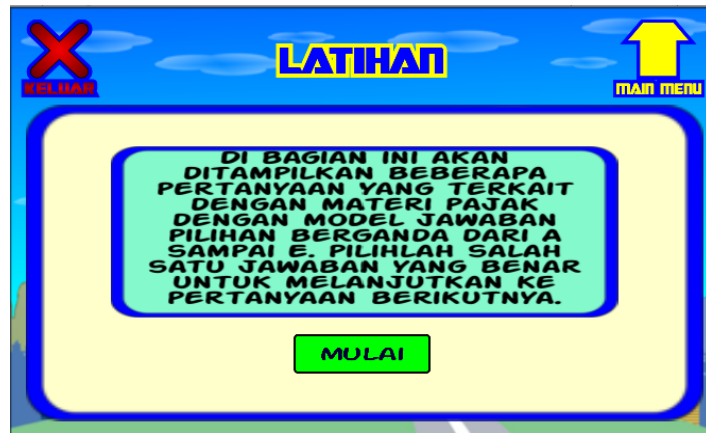 LATIHAN
KELUAR
MAIN MENU
DI BAGIAN INI AKAN
DITAMPILKAN BEBERAPA
PERTANYAAN YANG TERKAIT
DENGAN MATERI PAJAK
DENGAN MODEL JAWABAN
PILIHAN BERGANDA DARI A
SAMPAI E. PILIHLAH SALAH
SATU JAWABAN YANG BENAR
UNTUK MELANJUTKAN KE
PERTANYAAN BERIKUTNYA.
MULAI